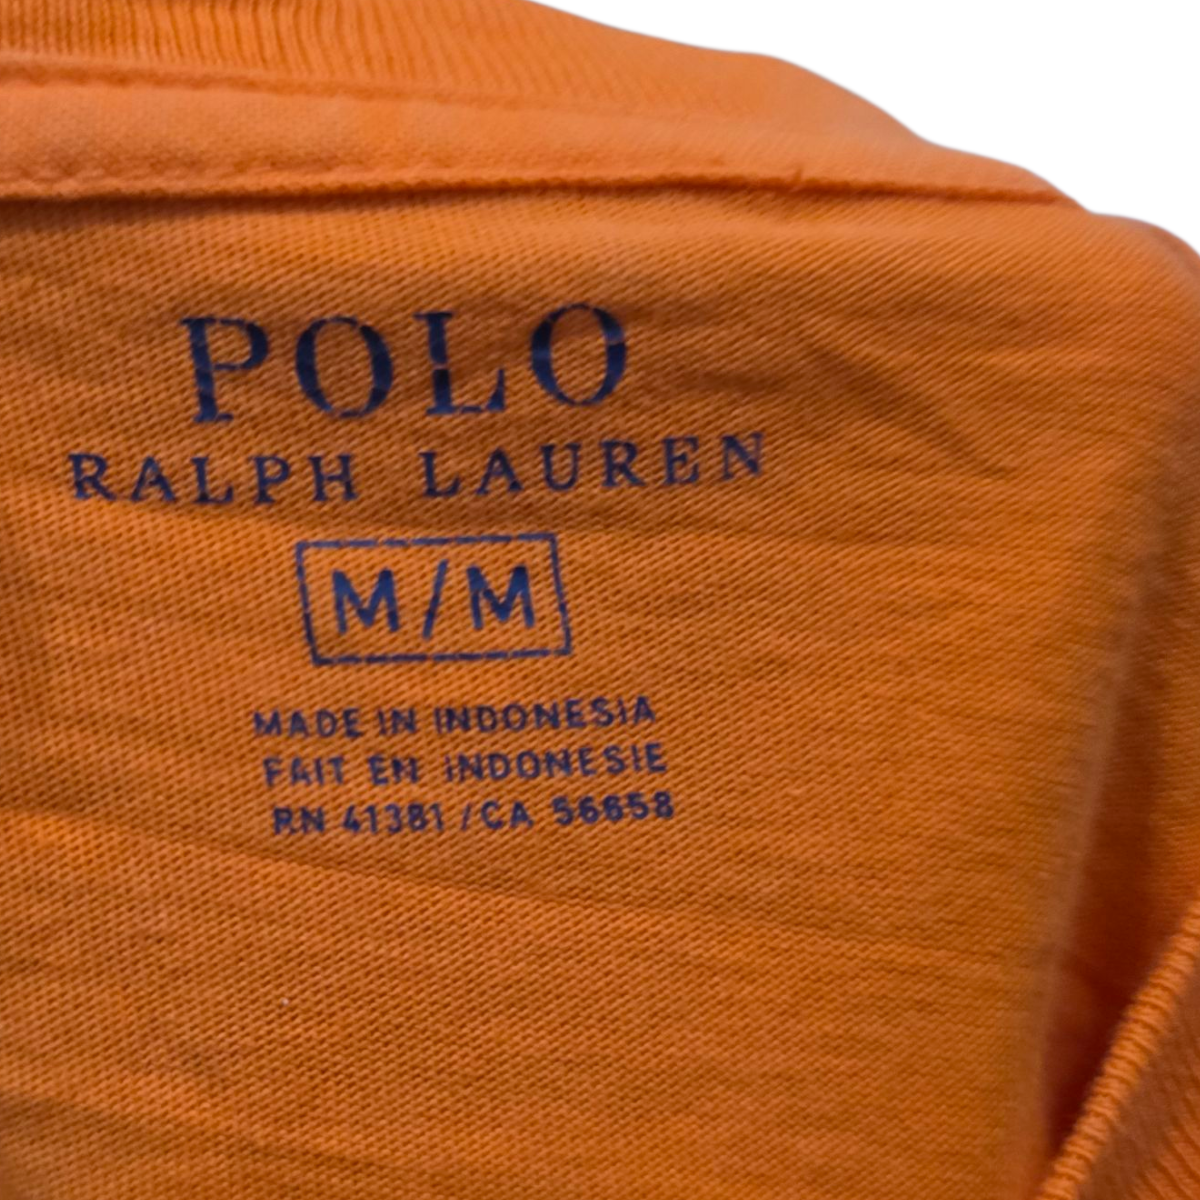 POLO
RALPH LAUREN
M/M
MADE IN INDONESIA
FAIT EN INDONESIE
RN 41381 /CA 56658